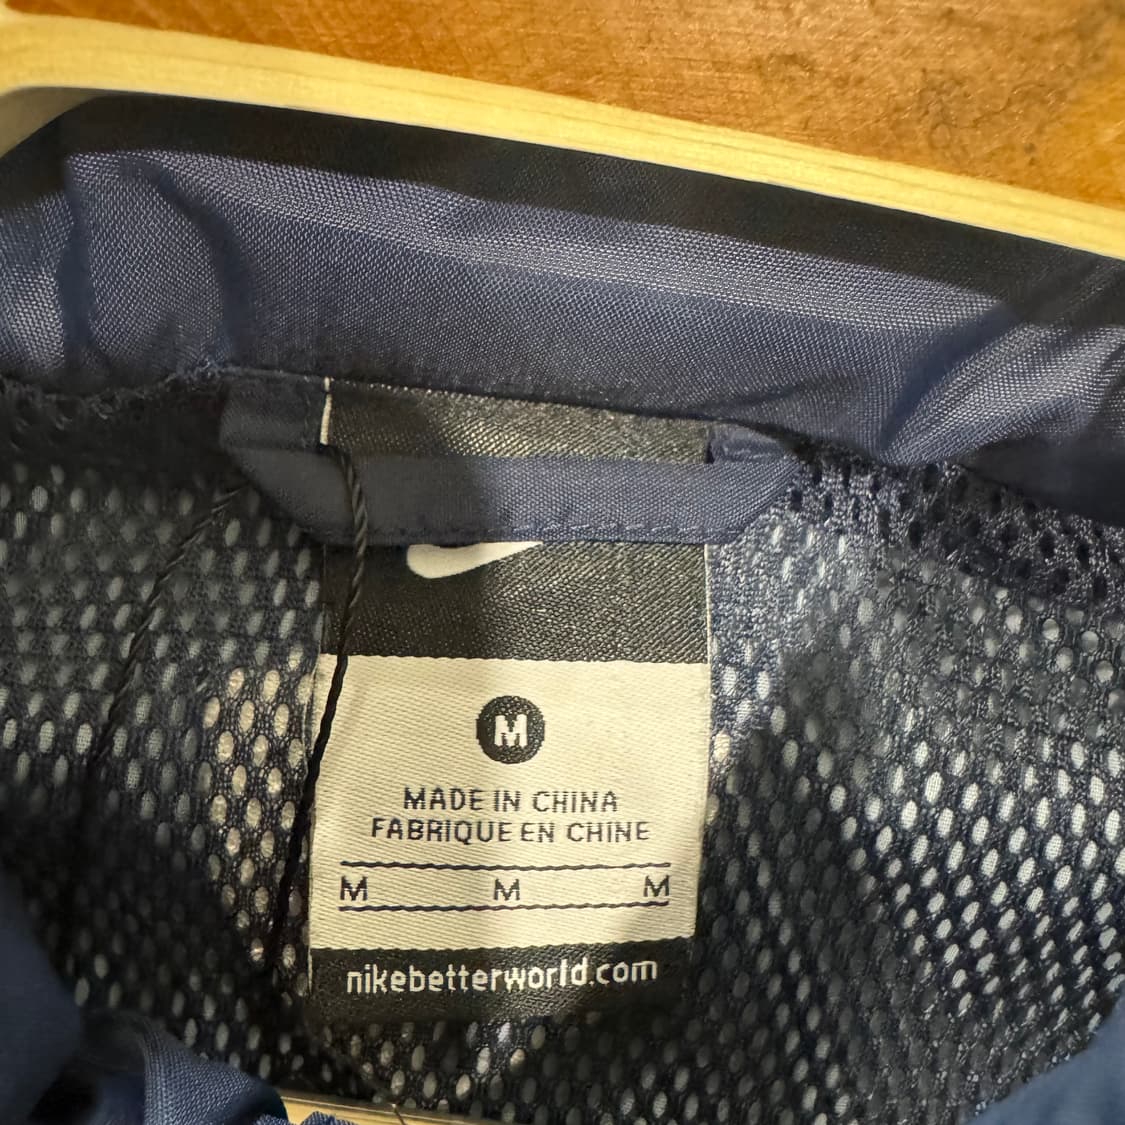 M
MADE IN CHINA
FABRIQUE EN CHINE
M M M
nikebetterworld.com